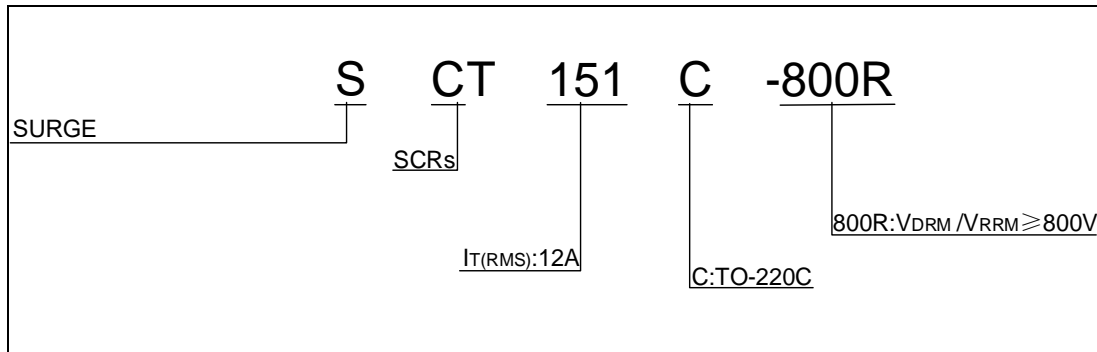 S CT 151 C -800R
SURGE
SCRs
800R:VDRM /VRRM≥800V
IT(RMS):12A
C:TO-220C